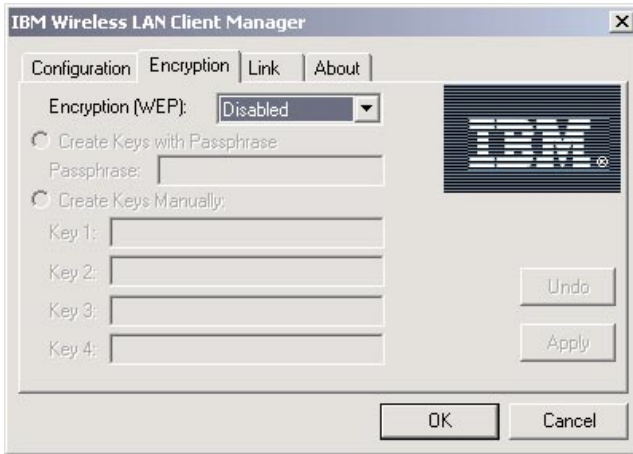 IBM Wireless LAN Client Manager
Configuration Encryption Link About
Encryption (WEP): Disabled
IBM®
Create Keys with Passphrase
Passphrase:
Create Keys Manually:
Key 1:
Key 2:
Key 3:
Key 4:
Undo
Apply
OK Cancel